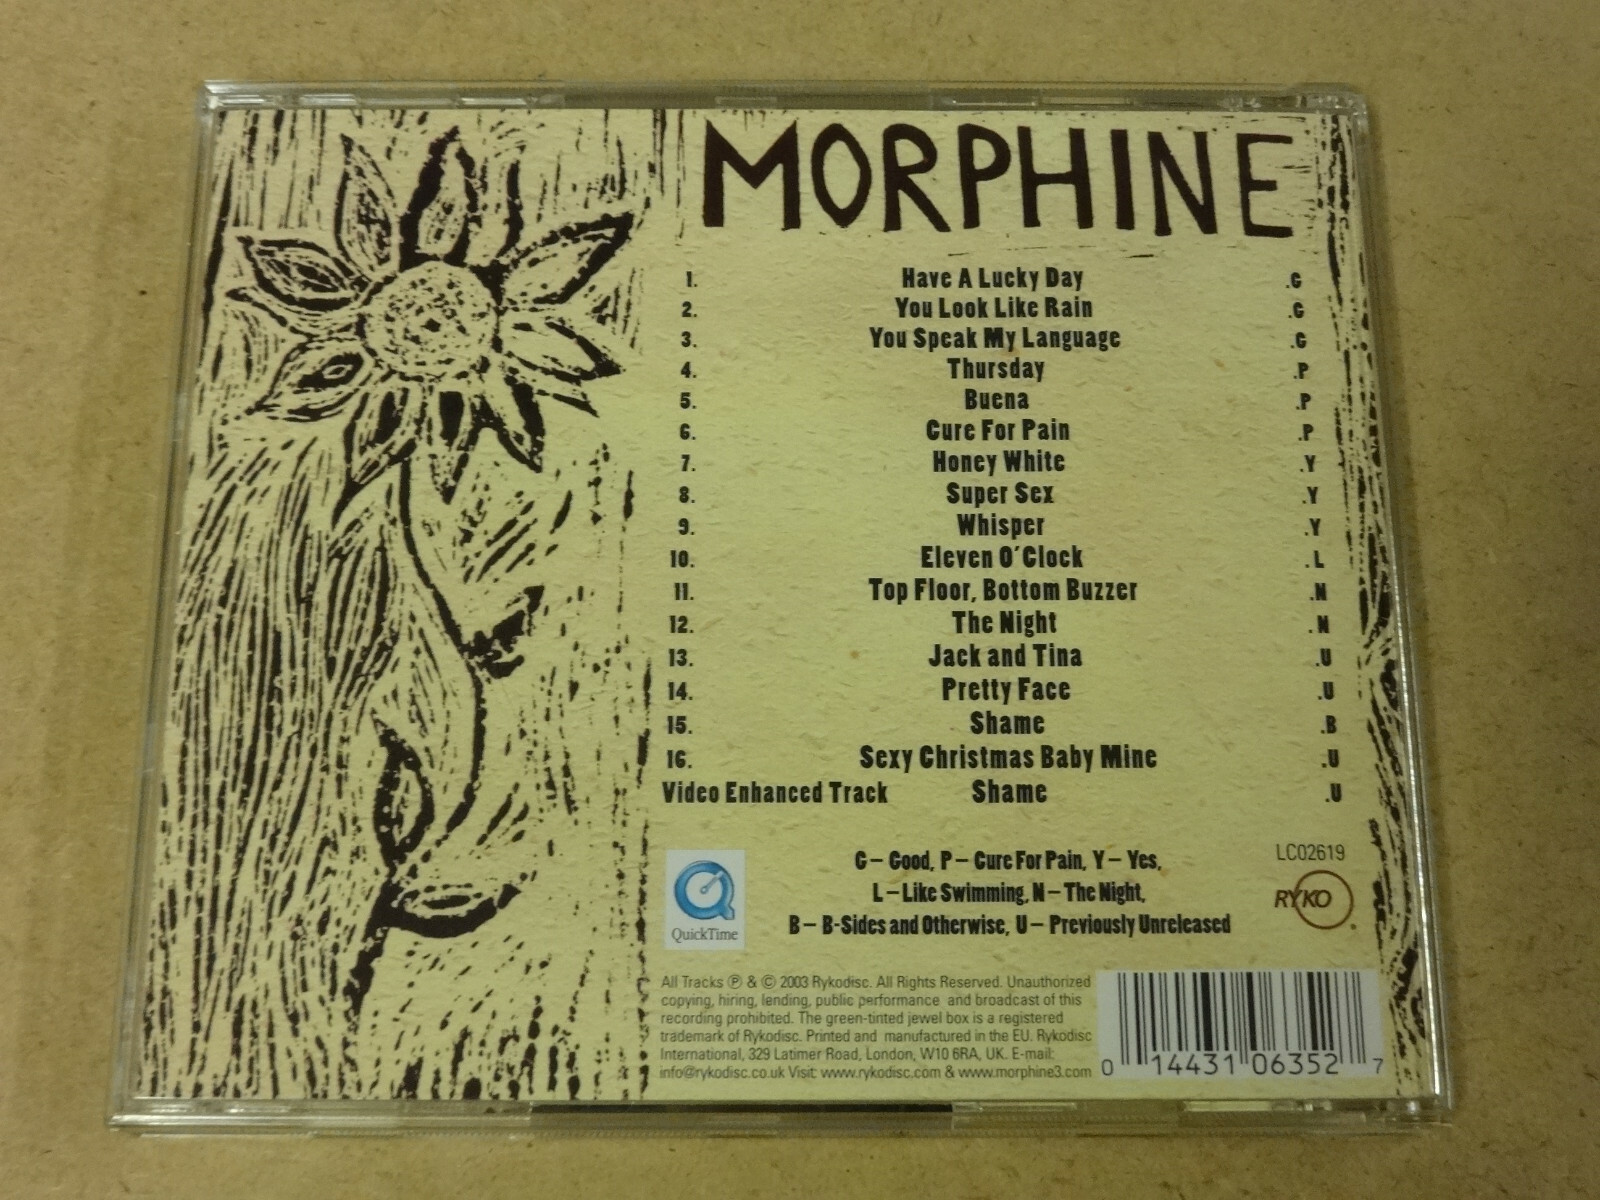 MORPHINE
1. Have A Lucky Day .G
2. You Look Like Rain .G
3. You Speak My Language .G
4. Thursday .P
5. Buena .P
6. Cure For Pain .P
7. Honey White .Y
8. Super Sex .Y
9. Whisper .Y
10. Eleven O'Clock .L
11. Top Floor, Bottom Buzzer .N
12. The Night .N
13. Jack and Tina .U
14. Pretty Face .U
15. Shame .B
16. Sexy Christmas Baby Mine .U
Video Enhanced Track Shame .U
G – Good, P – Cure For Pain, Y – Yes,
L – Like Swimming, N – The Night,
B – B-Sides and Otherwise, U – Previously Unreleased
QuickTime
LC02619
RYKO
All Tracks ℗ & © 2003 Rykodisc. All Rights Reserved. Unauthorized
copying, hiring, lending, public performance and broadcast of this
recording prohibited. The green-tinted jewel box is a registered
trademark of Rykodisc. Printed and manufactured in the EU. Rykodisc
International, 329 Latimer Road, London, W10 6RA, UK. E-mail:
info@rykodisc.co.uk Visit: www.rykodisc.com & www.morphine3.com
0 14431 06352 7